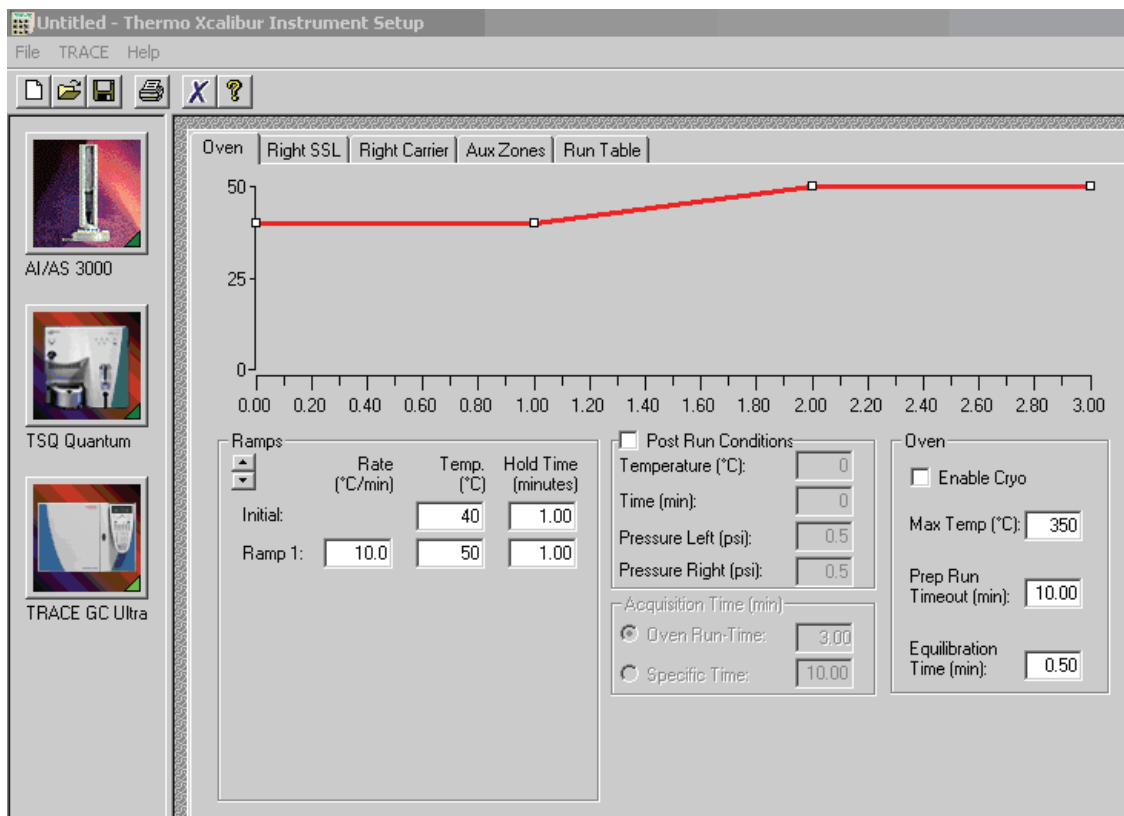 Untitled - Thermo Xcalibur Instrument Setup
File TRACE Help
AI/AS 3000
TSQ Quantum
TRACE GC Ultra
Oven Right SSL Right Carrier Aux Zones Run Table
50
25
0
0.00 0.20 0.40 0.60 0.80 1.00 1.20 1.40 1.60 1.80 2.00 2.20 2.40 2.60 2.80 3.00
Ramps
Rate Temp. Hold Time
(°C/min) (°C) (minutes)
Initial: 40 1.00
Ramp 1: 10.0 50 1.00
Post Run Conditions
Temperature (°C): 0
Time (min): 0
Pressure Left (psi): 0.5
Pressure Right (psi): 0.5
Acquisition Time (min)
Oven Run-Time: 3.00
Specific Time: 10.00
Oven
Enable Cryo
Max Temp (°C): 350
Prep Run
Timeout (min): 10.00
Equilibration
Time (min): 0.50